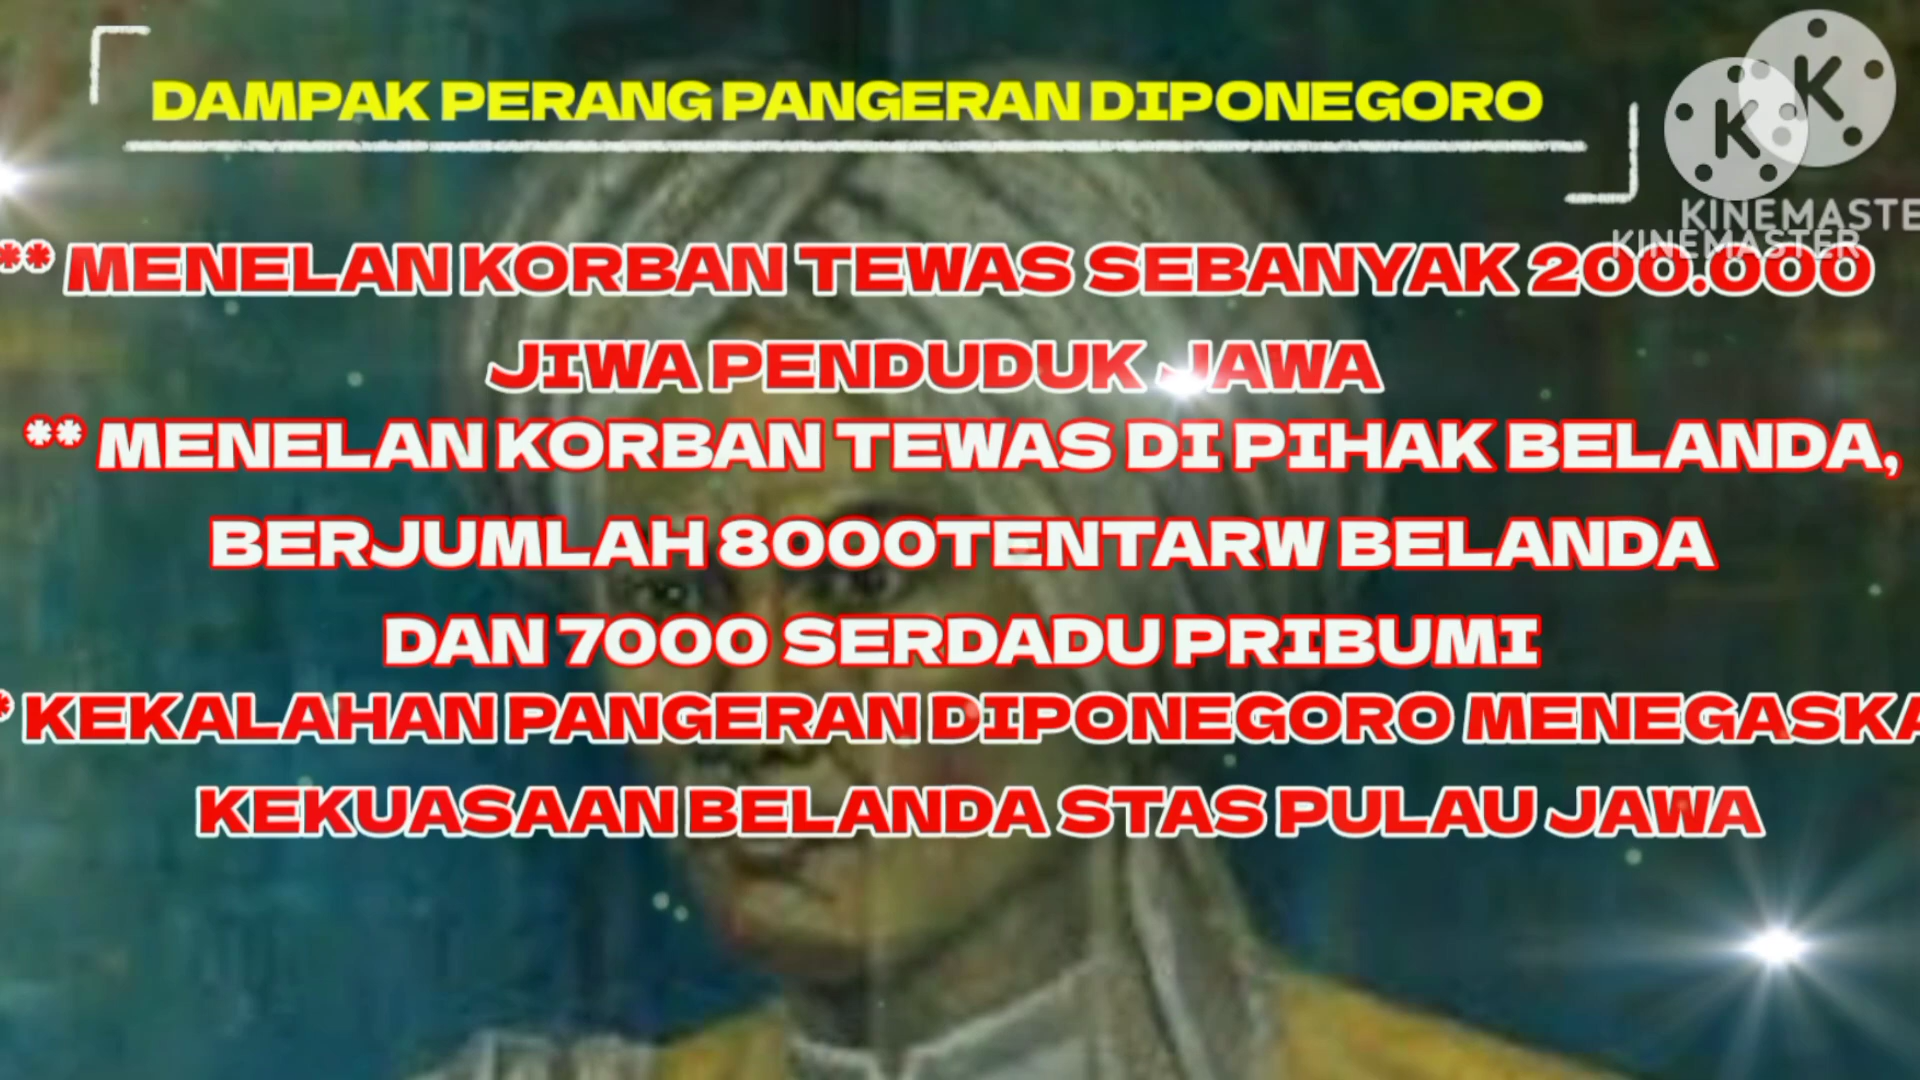 DAMPAK PERANG PANGERAN DIPONEGORO
KINEMASTE
KINEMASTER
** MENELAN KORBAN TEWAS SEBANYAK 200.000
JIWA PENDUDUK JAWA
** MENELAN KORBAN TEWAS DI PIHAK BELANDA,
BERJUMLAH 8000TENTARW BELANDA
DAN 7000 SERDADU PRIBUMI
* KEKALAHAN PANGERAN DIPONEGORO MENEGASKA
KEKUASAAN BELANDA STAS PULAU JAWA